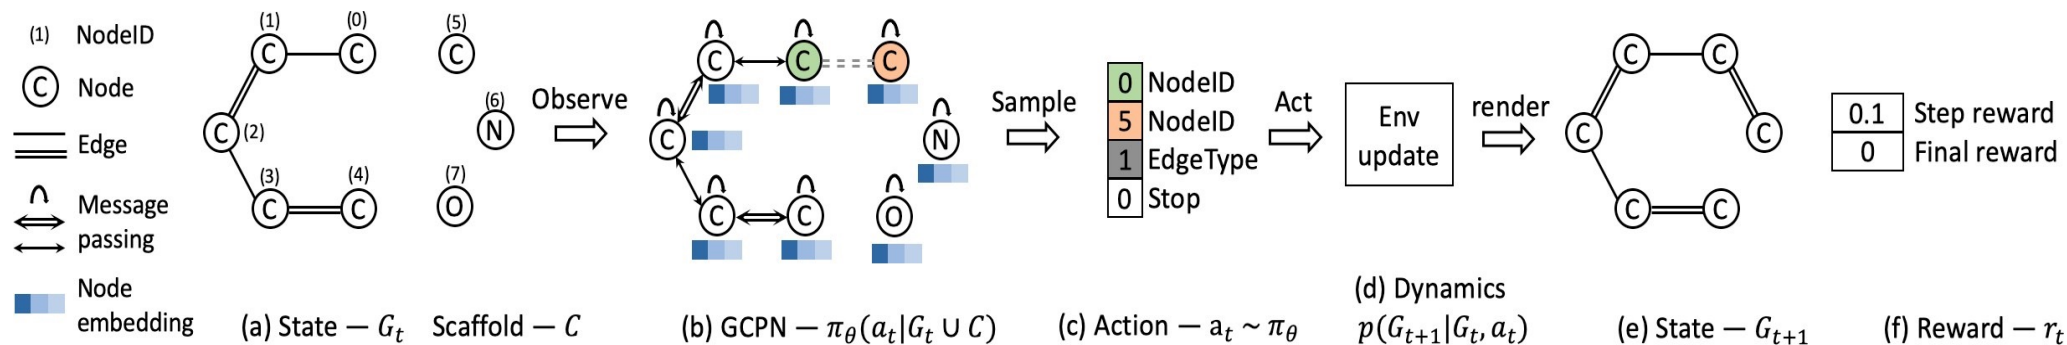 (1) NodeID
C Node
Edge
Message
passing
Node
embedding
(1) (0) (5)
C C C
(6)
C (2) N
(3) (4) (7)
C C O
(a) State — G_t Scaffold — C
Observe
C C C
C N
C C O
(b) GCPN — π_θ(a_t|G_t ∪ C)
Sample
0 NodeID
5 NodeID
1 EdgeType
0 Stop
(c) Action — a_t ~ π_θ
Act
Env
update
(d) Dynamics
p(G_{t+1}|G_t, a_t)
render
C C
C C
C C
(e) State — G_{t+1}
0.1 Step reward
0 Final reward
(f) Reward — r_t